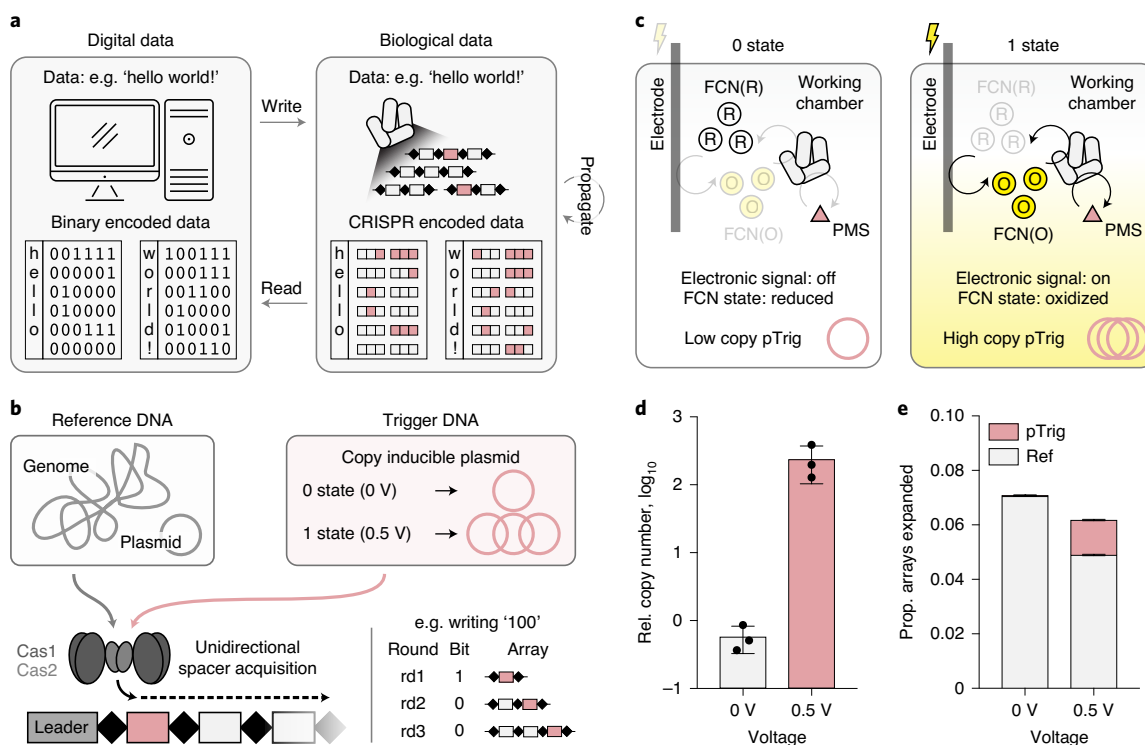 a
Digital data
Data: e.g. 'hello world!'
Binary encoded data
h 001111
e 000001
l 010000
l 010000
o 000111
000000
w 100111
o 000111
r 001100
l 010000
d 010001
! 000110
Write
Read
Biological data
Data: e.g. 'hello world!'
CRISPR encoded data
h
e
l
l
o
w
o
r
l
d
!
Propagate
b
Reference DNA
Genome
Plasmid
Trigger DNA
Copy inducible plasmid
0 state (0 V)
1 state (0.5 V)
Cas1
Cas2
Unidirectional
spacer acquisition
Leader
e.g. writing '100'
Round Bit Array
rd1 1
rd2 0
rd3 0
c
0 state
Electrode
FCN(R)
R
R R
Working
chamber
O O
O
FCN(O)
PMS
Electronic signal: off
FCN state: reduced
Low copy pTrig
1 state
Electrode
FCN(R)
R
R R
Working
chamber
O O
O
FCN(O)
PMS
Electronic signal: on
FCN state: oxidized
High copy pTrig
d
Rel. copy number, log10
3
2
1
0
–1
0 V 0.5 V
Voltage
e
Prop. arrays expanded
0.10
0.08
0.06
0.04
0.02
0
pTrig
Ref
0 V 0.5 V
Voltage